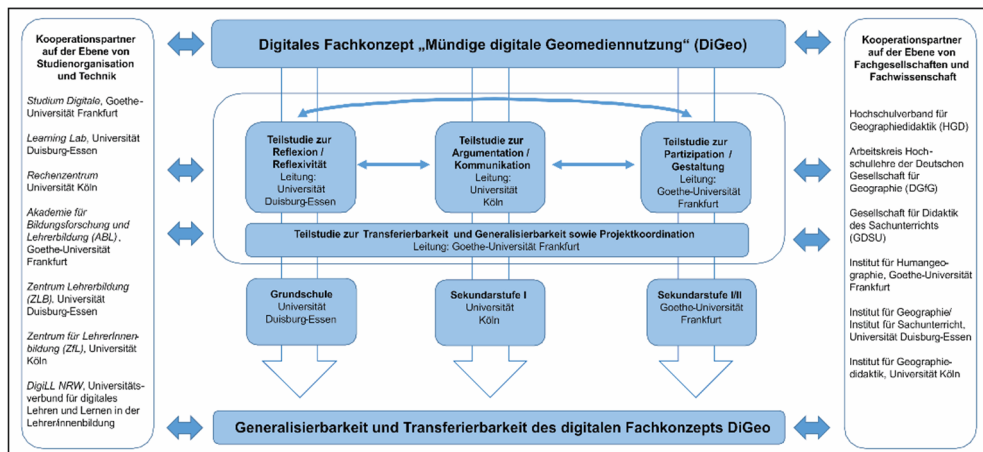 Kooperationspartner
auf der Ebene von
Studienorganisation
und Technik
Studium Digitale, Goethe-
Universität Frankfurt
Learning Lab, Universität
Duisburg-Essen
Rechenzentrum
Universität Köln
Akademie für
Bildungsforschung und
Lehrerbildung (ABL) ,
Goethe-Universität
Frankfurt
Zentrum Lehrerbildung
(ZLB), Universität
Duisburg-Essen
Zentrum für LehrerInnen-
bildung (ZfL), Universität
Köln
DigiLL NRW, Universitäts-
verbund für digitales
Lehren und Lernen in der
Lehrer/innenbildung
Digitales Fachkonzept „Mündige digitale Geomediennutzung“ (DiGeo)
Teilstudie zur
Reflexion /
Reflexivität
Leitung:
Universität
Duisburg-Essen
Teilstudie zur
Argumentation /
Kommunikation
Leitung:
Universität
Köln
Teilstudie zur
Partizipation /
Gestaltung
Leitung:
Goethe-Universität
Frankfurt
Teilstudie zur Transferierbarkeit und Generalisierbarkeit sowie Projektkoordination
Leitung: Goethe-Universität Frankfurt
Grundschule
Universität
Duisburg-Essen
Sekundarstufe I
Universität
Köln
Sekundarstufe I/II
Goethe-Universität
Frankfurt
Generalisierbarkeit und Transferierbarkeit des digitalen Fachkonzepts DiGeo
Kooperationspartner
auf der Ebene von
Fachgesellschaften und
Fachwissenschaft
Hochschulverband für
Geographiedidaktik (HGD)
Arbeitskreis Hoch-
schullehre der Deutschen
Gesellschaft für
Geographie (DGfG)
Gesellschaft für Didaktik
des Sachunterrichts
(GDSU)
Institut für Humangeo-
graphie, Goethe-Universität
Frankfurt
Institut für Geographie/
Institut für Sachunterricht,
Universität Duisburg-Essen
Institut für Geographie-
didaktik, Universität Köln